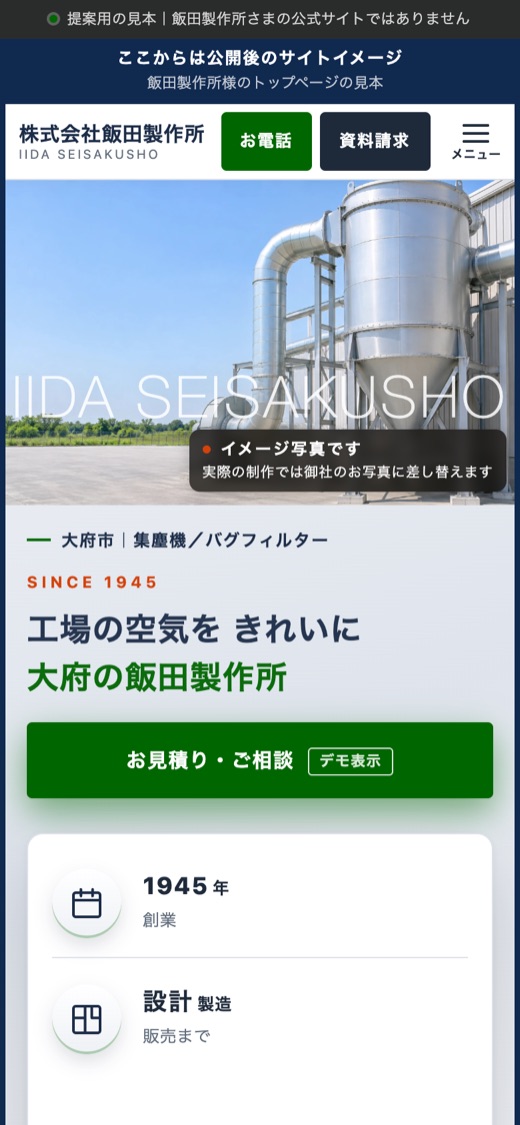 提案用の見本｜飯田製作所さまの公式サイトではありません
ここからは公開後のサイトイメージ
飯田製作所様のトップページの見本
株式会社飯田製作所
IIDA SEISAKUSHO
お電話
資料請求
メニュー
IIDA SEISAKUSHO
イメージ写真です
実際の制作では御社のお写真に差し替えます
大府市｜集塵機／バグフィルター
SINCE 1945
工場の空気を きれいに
大府の飯田製作所
お見積り・ご相談 デモ表示
1945 年
創業
設計 製造
販売まで